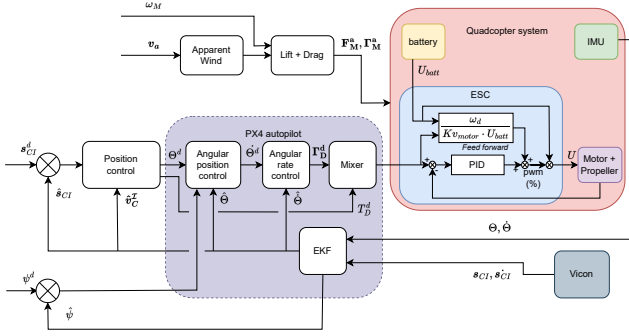 ω_M
v_a
Apparent
Wind
Lift + Drag
F_M^a, Γ_M^a
Quadcopter system
battery
IMU
U_batt
ESC
ω_d
Kv_motor · U_batt
Feed forward
PID
+
-
+
+
+
pwm
(%)
U
Motor +
Propeller
PX4 autopilot
s_CI^d
Position
control
Θ^d
Angular
position
control
Θ̇^d
Angular
rate
control
Γ_D^d
Mixer
ŝ_CI
Θ̂
T_D^d
EKF
Θ, Θ̇
s_CI, ṡ_CI
Vicon
ψ^d
ψ̂